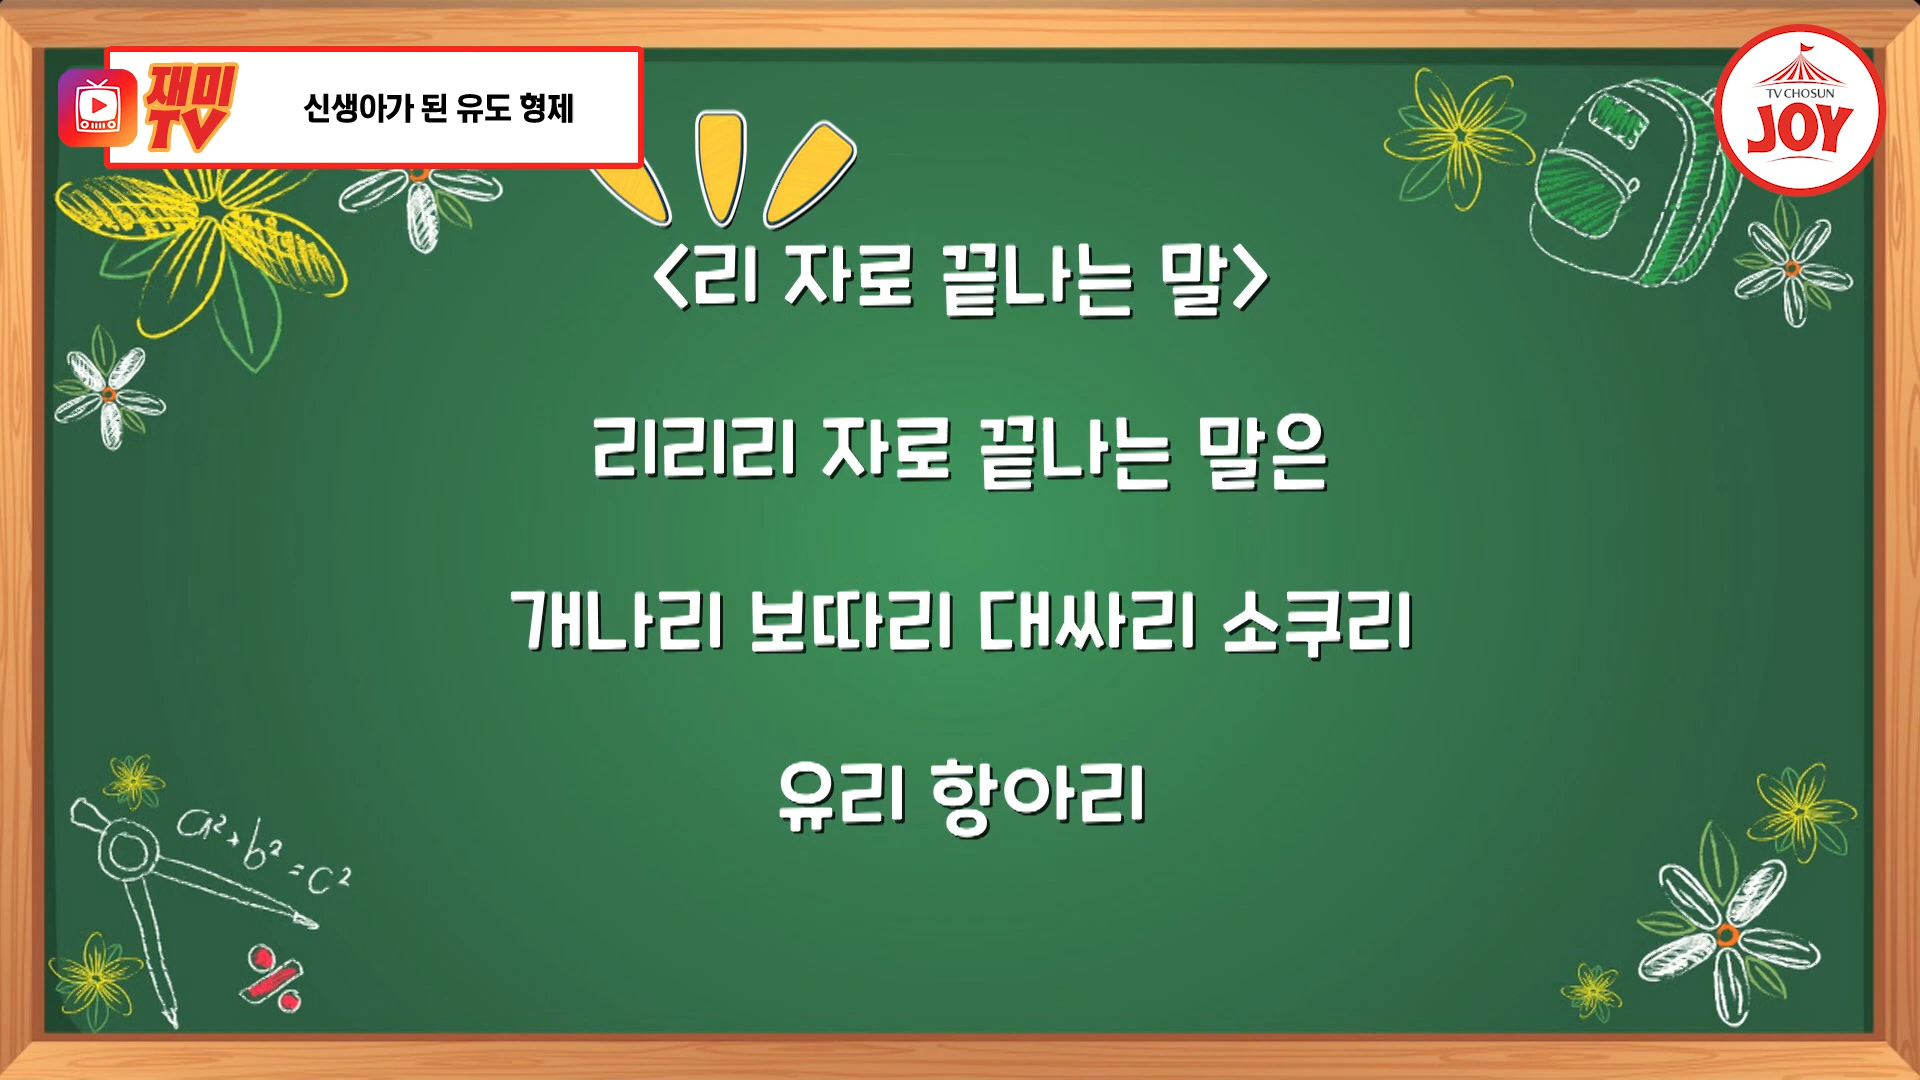 재미
TV
신생아가 된 유도 형제
TV CHOSUN
JOY
<리 자로 끝나는 말>
리리리 자로 끝나는 말은
개나리 보따리 대싸리 소쿠리
유리 항아리
a²+b²=c²
%